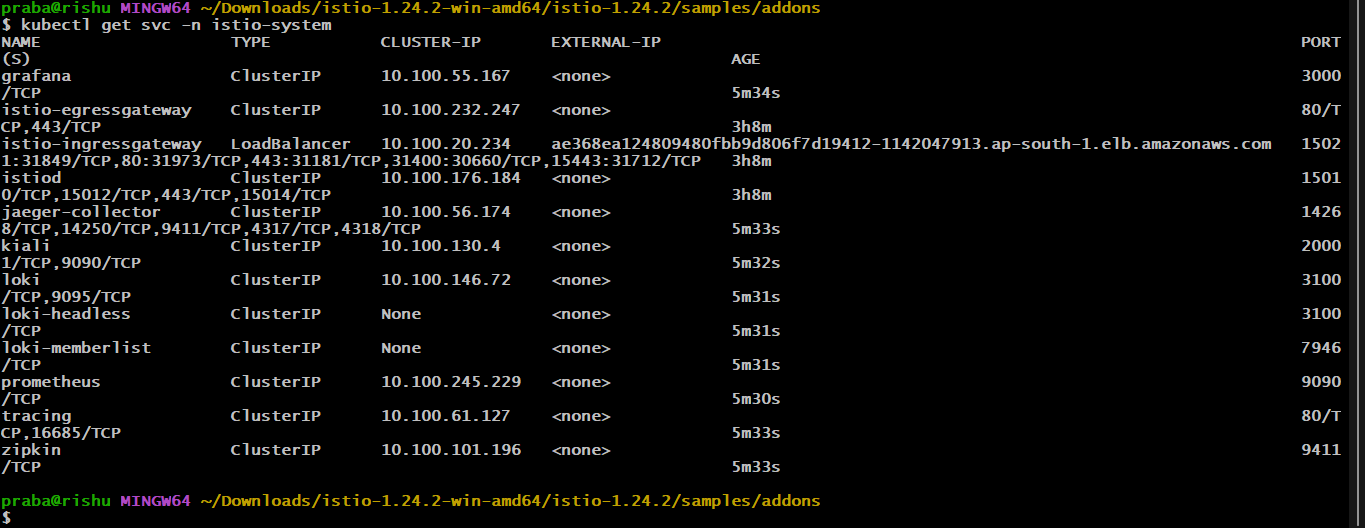 praba@rishu MINGW64 ~/Downloads/istio-1.24.2-win-amd64/istio-1.24.2/samples/addons
$ kubectl get svc -n istio-system
NAME                   TYPE           CLUSTER-IP       EXTERNAL-IP                                                                PORT
(S)                                                                      AGE
grafana                ClusterIP      10.100.55.167    <none>                                                                     3000
/TCP                                                                     5m34s
istio-egressgateway    ClusterIP      10.100.232.247   <none>                                                                     80/T
CP,443/TCP                                                               3h8m
istio-ingressgateway   LoadBalancer   10.100.20.234    ae368ea124809480fbb9d806f7d19412-1142047913.ap-south-1.elb.amazonaws.com   1502
1:31849/TCP,80:31973/TCP,443:31181/TCP,31400:30660/TCP,15443:31712/TCP   3h8m
istiod                 ClusterIP      10.100.176.184   <none>                                                                     1501
0/TCP,15012/TCP,443/TCP,15014/TCP                                        3h8m
jaeger-collector       ClusterIP      10.100.56.174    <none>                                                                     1426
8/TCP,14250/TCP,9411/TCP,4317/TCP,4318/TCP                               5m33s
kiali                  ClusterIP      10.100.130.4     <none>                                                                     2000
1/TCP,9090/TCP                                                           5m32s
loki                   ClusterIP      10.100.146.72    <none>                                                                     3100
/TCP,9095/TCP                                                            5m31s
loki-headless          ClusterIP      None             <none>                                                                     3100
/TCP                                                                     5m31s
loki-memberlist        ClusterIP      None             <none>                                                                     7946
/TCP                                                                     5m31s
prometheus             ClusterIP      10.100.245.229   <none>                                                                     9090
/TCP                                                                     5m30s
tracing                ClusterIP      10.100.61.127    <none>                                                                     80/T
CP,16685/TCP                                                             5m33s
zipkin                 ClusterIP      10.100.101.196   <none>                                                                     9411
/TCP                                                                     5m33s
praba@rishu MINGW64 ~/Downloads/istio-1.24.2-win-amd64/istio-1.24.2/samples/addons
$